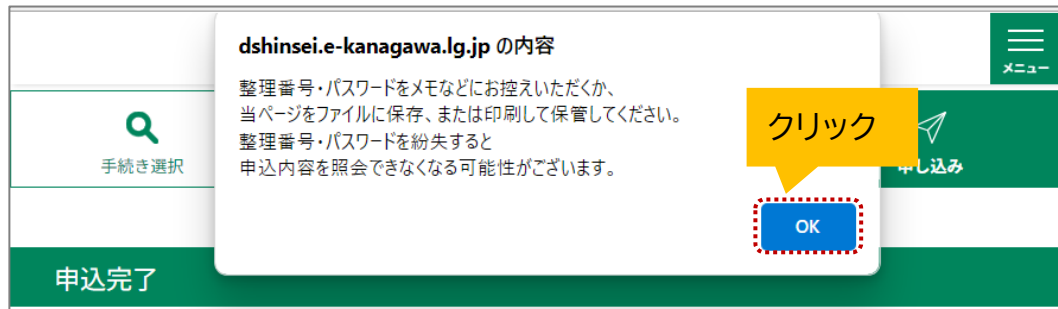 dshinsei.e-kanagawa.lg.jp の内容
整理番号・パスワードをメモなどにお控えいただくか、
当ページをファイルに保存、または印刷して保管してください。
整理番号・パスワードを紛失すると
申込内容を照会できなくなる可能性がございます。
クリック
OK
メニュー
手続き選択
申し込み
申込完了